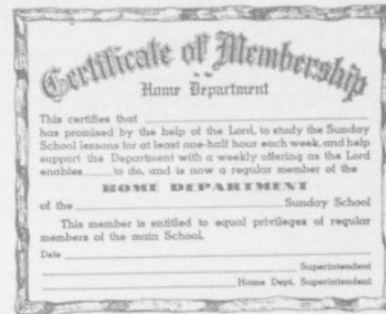 Certificate of Membership
Home Department
This certifies that
has promised by the help of the Lord, to study the Sunday
School lessons for at least one-half hour each week, and help
support the Department with a weekly offering as the Lord
enables to do, and is now a regular member of the
HOME DEPARTMENT
of the Sunday School
This member is entitled to equal privileges of regular
members of the main School.
Date
Superintendent
Home Dept. Superintendent